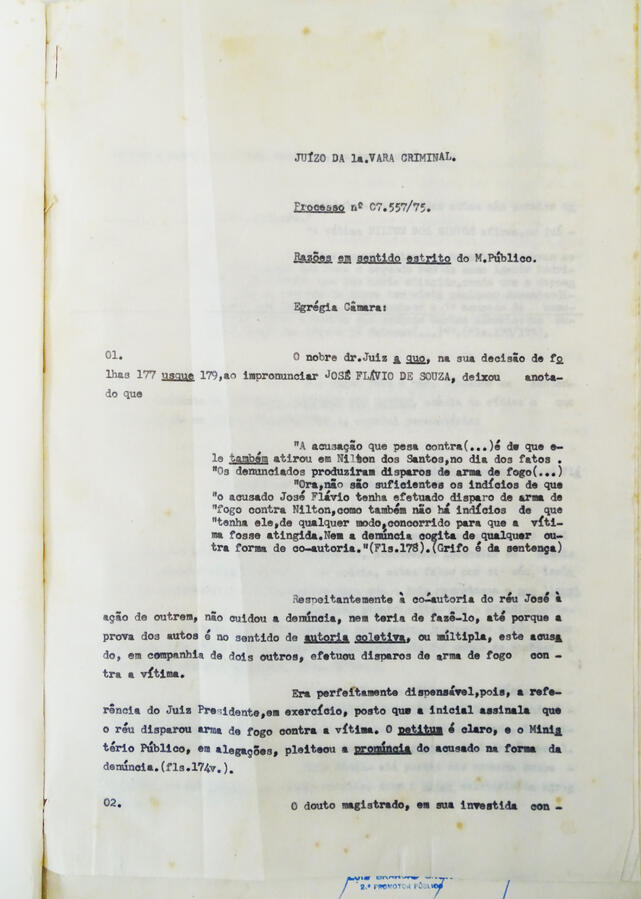 JUÍZO DA 1a.VARA CRIMINAL.
Processo nº 07.557/75.
Razões em sentido estrito do M.Público.
Egrégia Câmara:
01. O nobre dr.Juiz a quo, na sua decisão de fo
lhas 177 usque 179,ao impronunciar JOSÉ FLÁVIO DE SOUZA, deixou anota-
do que
"A acusação que pesa contra(...)é de que e-
le também atirou em Nilton dos Santos,no dia dos fatos .
"Os denunciados produziram disparos de arma de fogo(...)
"Ora,não são suficientes os indícios de que
"o acusado José Flávio tenha efetuado disparo de arma de
"fogo contra Nilton,como também não há indícios de que
"tenha ele,de qualquer modo,concorrido para que a víti-
ma fosse atingida.Nem a denúncia cogita de qualquer ou-
tra forma de co-autoria."(Fls.178).(Grifo é da sentença)
Respeitantemente à co-autoria do réu José à
ação de outrem, não cuidou a denúncia, nem teria de fazê-lo, até porque a
prova dos autos é no sentido de autoria coletiva, ou múltipla, este acusa
do, em companhia de dois outros, efetuou disparos de arma de fogo con -
tra a vítima.
Era perfeitamente dispensável,pois, a refe-
rência do Juiz Presidente,em exercício, posto que a inicial assinala que
o réu disparou arma de fogo contra a vítima. O petitum é claro, e o Minis
tério Público, em alegações, pleiteou a pronúncia do acusado na forma da
denúncia.(fls.174v.).
02. O douto magistrado, em sua investida con -
2.º PROMOTOR PÚBLICO